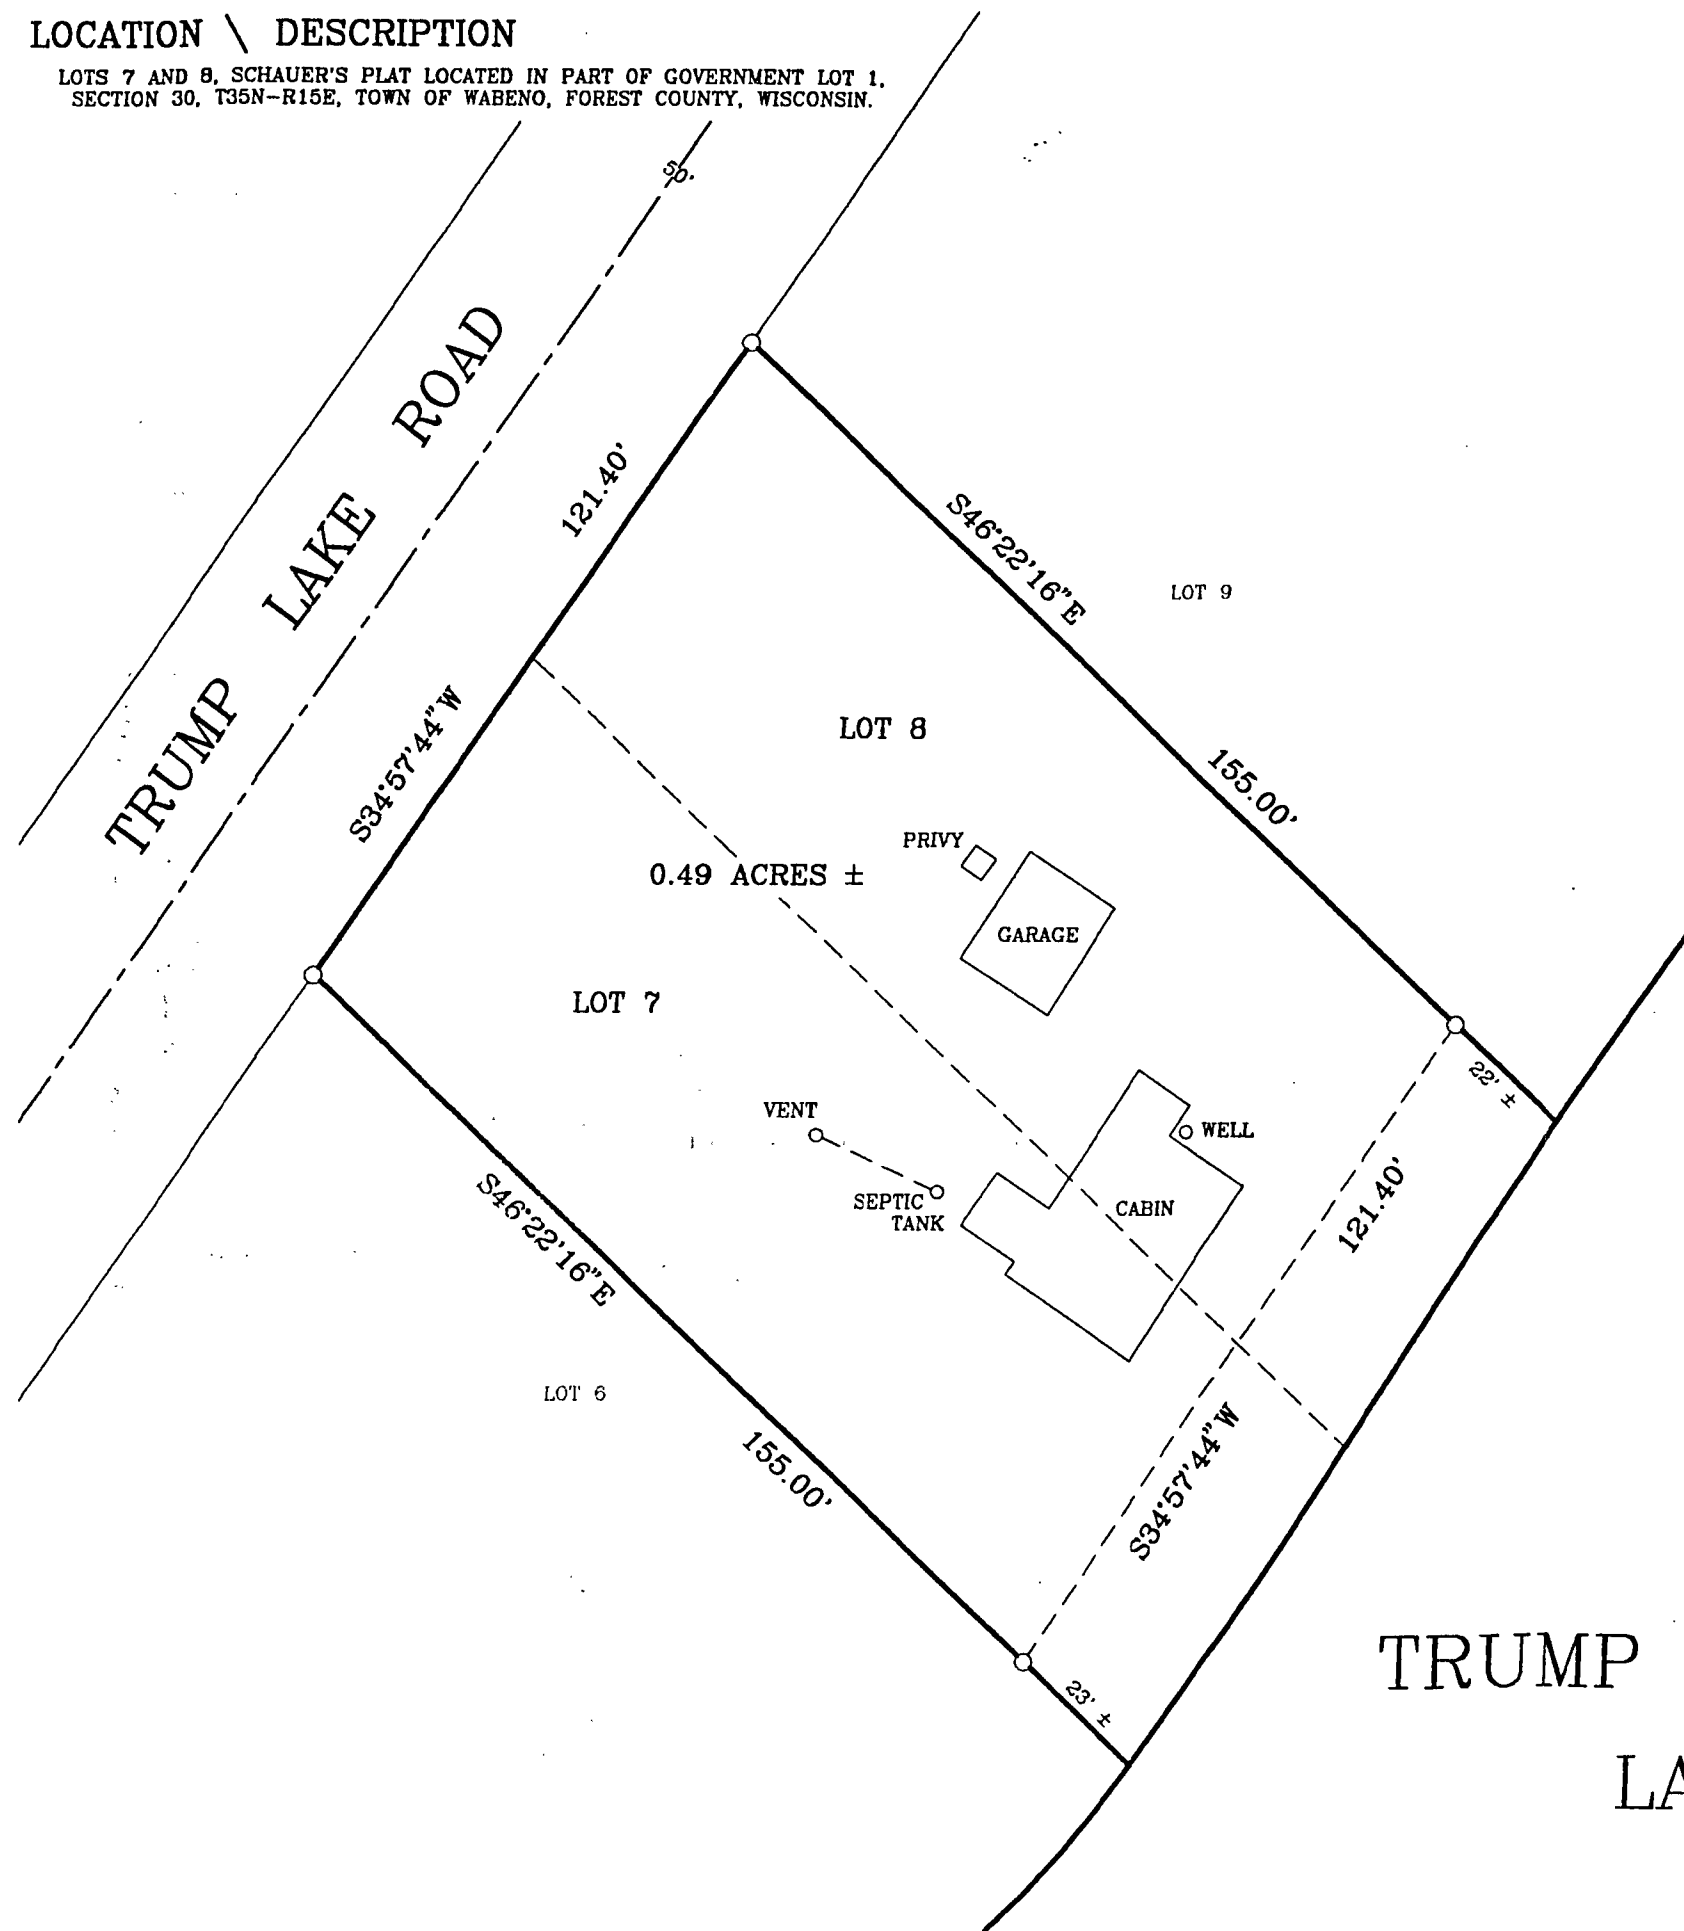 LOCATION \ DESCRIPTION
LOTS 7 AND 8, SCHAUER'S PLAT LOCATED IN PART OF GOVERNMENT LOT 1,
SECTION 30, T35N-R15E, TOWN OF WABENO, FOREST COUNTY, WISCONSIN.
50'
TRUMP LAKE ROAD
121.40'
S34°57'44"W
S46°22'16"E
155.00'
LOT 9
LOT 8
PRIVY
0.49 ACRES ±
GARAGE
LOT 7
22' ±
VENT
WELL
SEPTIC
TANK
CABIN
121.40'
S34°57'44"W
S46°22'16"E
155.00'
LOT 6
23' ±
TRUMP
LA